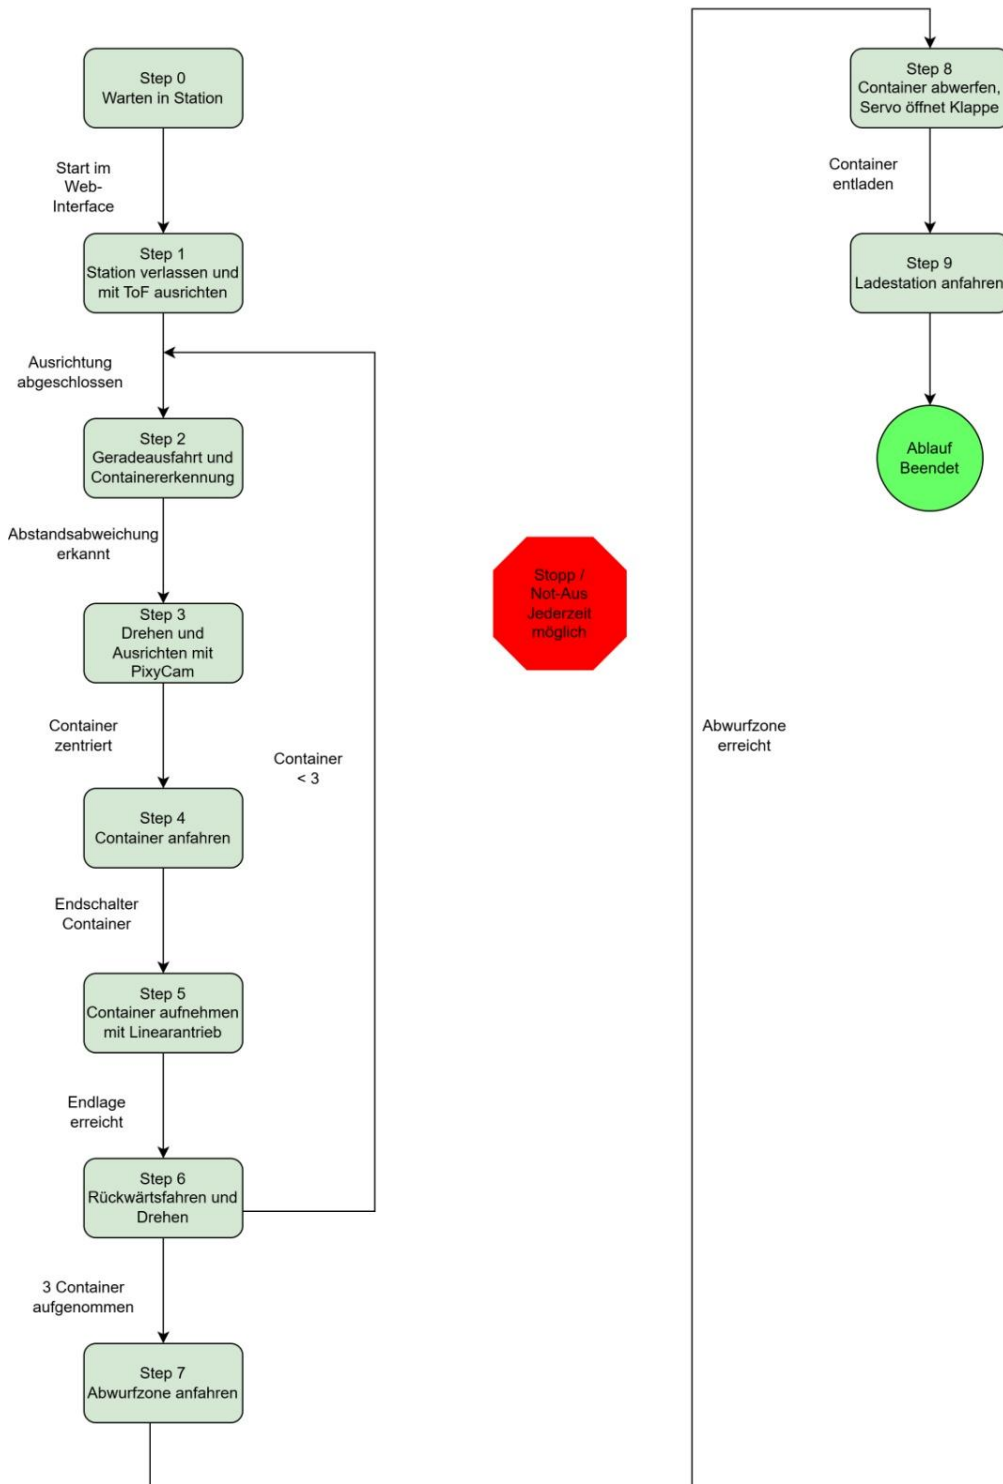 Step 0
Warten in Station
Start im
Web-
Interface
Step 1
Station verlassen und
mit ToF ausrichten
Ausrichtung
abgeschlossen
Step 2
Geradeausfahrt und
Containererkennung
Abstandsabweichung
erkannt
Step 3
Drehen und
Ausrichten mit
PixyCam
Container
zentriert
Step 4
Container anfahren
Endschalter
Container
Step 5
Container aufnehmen
mit Linearantrieb
Endlage
erreicht
Step 6
Rückwärtsfahren und
Drehen
Container
< 3
3 Container
aufgenommen
Step 7
Abwurfzone anfahren
Stopp /
Not-Aus
Jederzeit
möglich
Abwurfzone
erreicht
Step 8
Container abwerfen,
Servo öffnet Klappe
Container
entladen
Step 9
Ladestation anfahren
Ablauf
Beendet